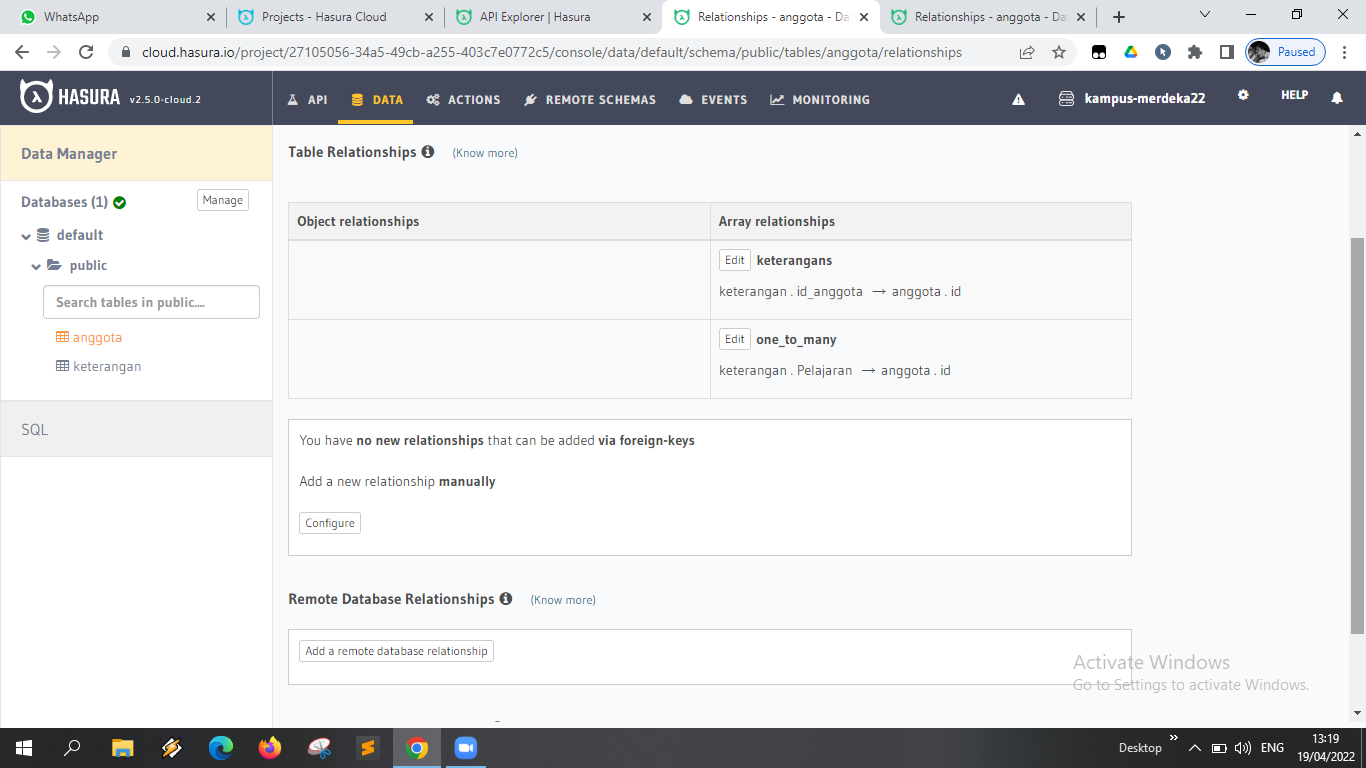 WhatsApp
Projects - Hasura Cloud
API Explorer | Hasura
Relationships - anggota - Da
Relationships - anggota - Da
cloud.hasura.io/project/27105056-34a5-49cb-a255-403c7e0772c5/console/data/default/schema/public/tables/anggota/relationships
Paused
HASURA v2.5.0-cloud.2
API
DATA
ACTIONS
REMOTE SCHEMAS
EVENTS
MONITORING
kampus-merdeka22
HELP
Data Manager
Databases (1)
Manage
default
public
Search tables in public....
anggota
keterangan
SQL
Table Relationships (Know more)
Object relationships Array relationships
Edit keterangans
keterangan . id_anggota → anggota . id
Edit one_to_many
keterangan . Pelajaran → anggota . id
You have no new relationships that can be added via foreign-keys
Add a new relationship manually
Configure
Remote Database Relationships (Know more)
Add a remote database relationship
Activate Windows
Go to Settings to activate Windows.
Desktop
ENG
13:19
19/04/2022